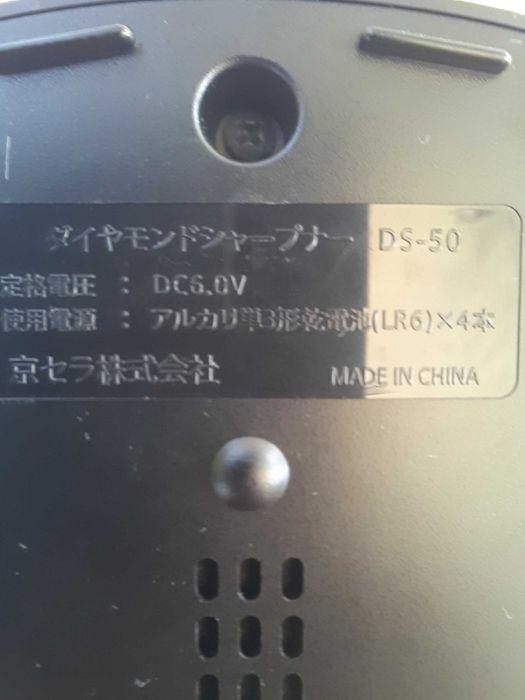 ダイヤモンドシャープナー DS-50
定格電圧 : DC6.0V
使用電源 : アルカリ単3形乾電池(LR6)×4本
京セラ株式会社 MADE IN CHINA